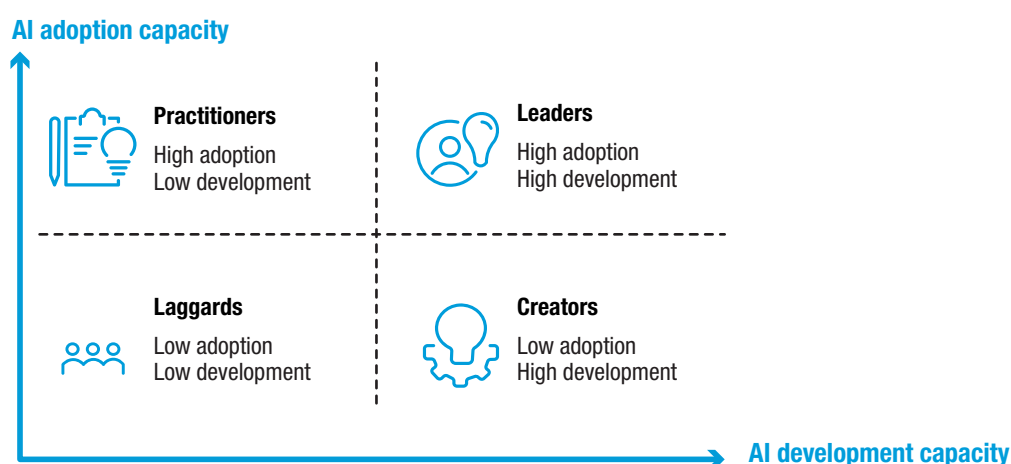 AI adoption capacity
Practitioners
High adoption
Low development
Leaders
High adoption
High development
Laggards
Low adoption
Low development
Creators
Low adoption
High development
AI development capacity